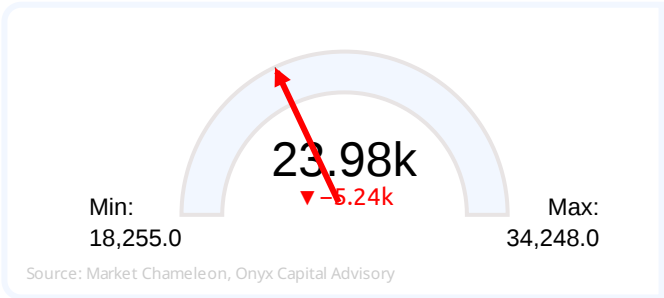 23.98k
▼−5.24k
Min:
18,255.0
Max:
34,248.0
Source: Market Chameleon, Onyx Capital Advisory